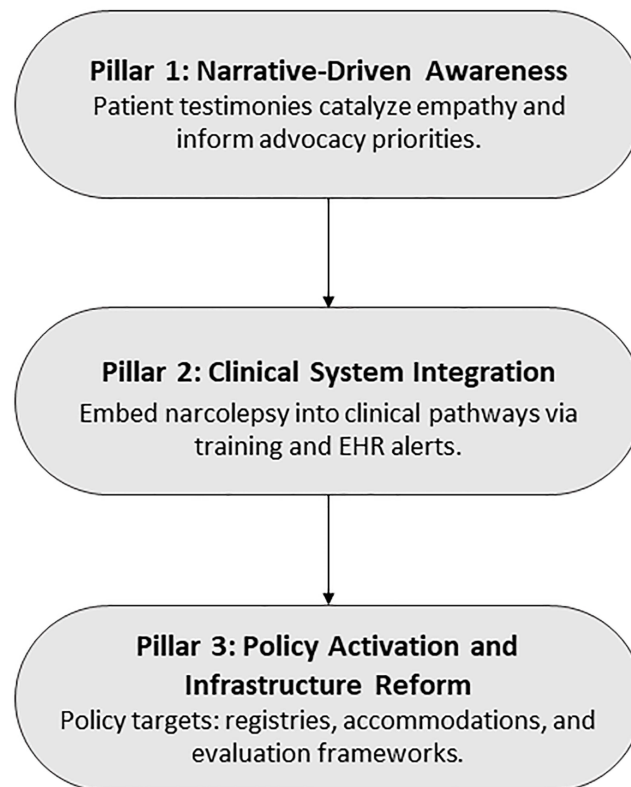 Pillar 1: Narrative-Driven Awareness
Patient testimonies catalyze empathy and
inform advocacy priorities.
Pillar 2: Clinical System Integration
Embed narcolepsy into clinical pathways via
training and EHR alerts.
Pillar 3: Policy Activation and
Infrastructure Reform
Policy targets: registries, accommodations, and
evaluation frameworks.